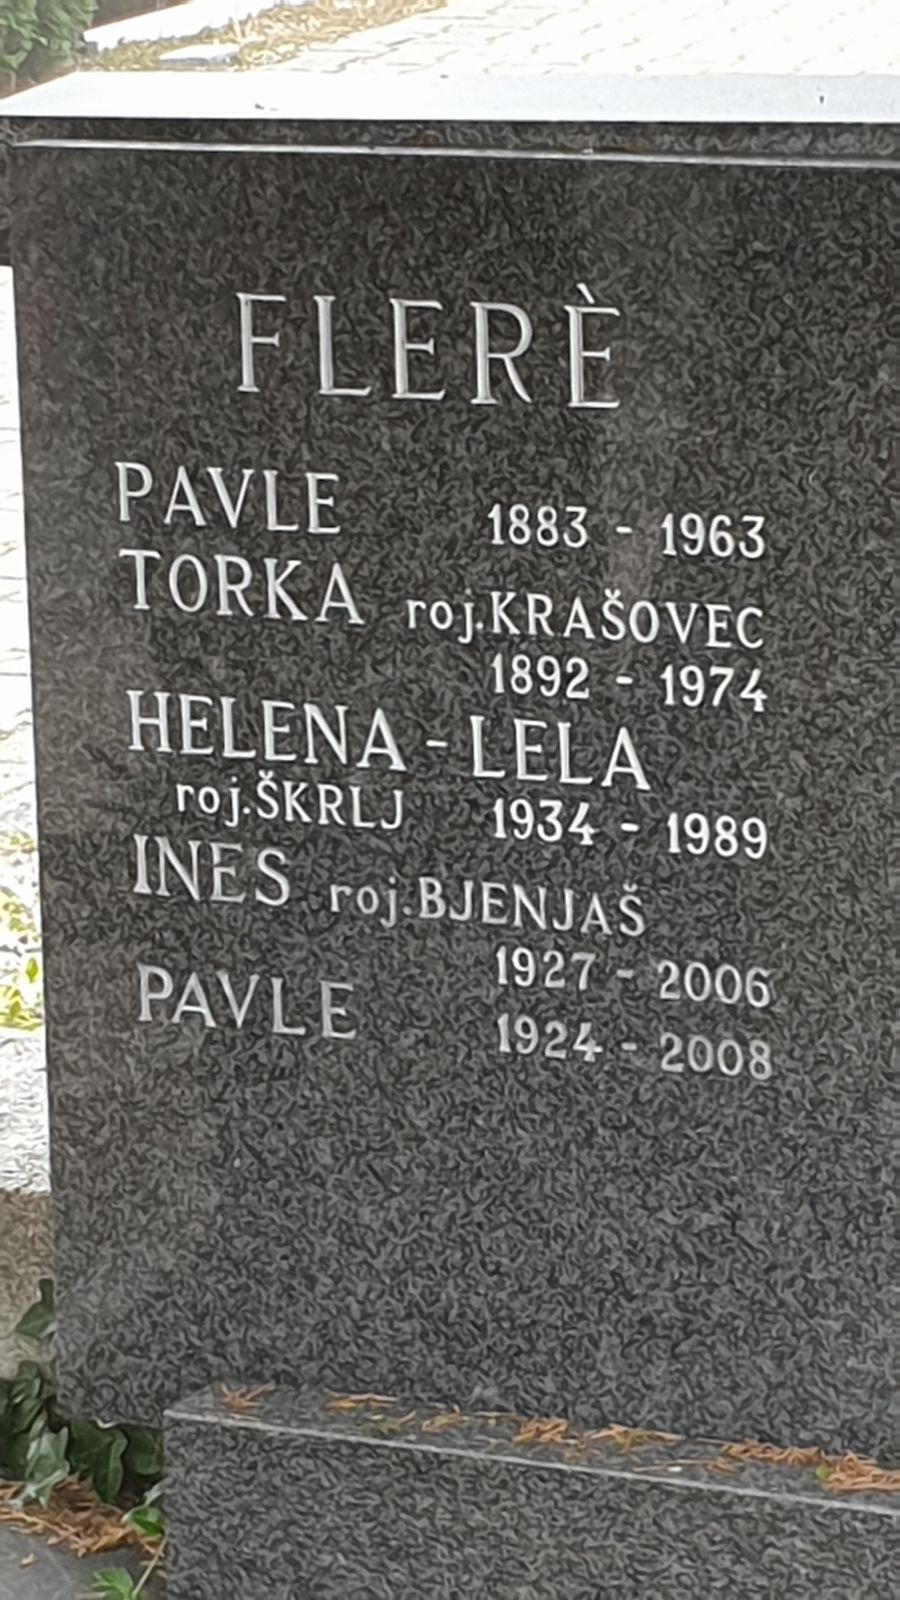 FLERÈ
PAVLE 1883 - 1963
TORKA roj. KRAŠOVEC
1892 - 1974
HELENA - LELA
roj. ŠKRLJ 1934 - 1989
INES roj. BJENJAŠ
1927 - 2006
PAVLE 1924 - 2008